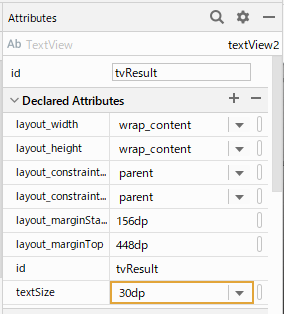 Attributes
Ab TextView textView2
id tvResult
Declared Attributes
layout_width wrap_content
layout_height wrap_content
layout_constraint... parent
layout_constraint... parent
layout_marginSta... 156dp
layout_marginTop 448dp
id tvResult
textSize 30dp